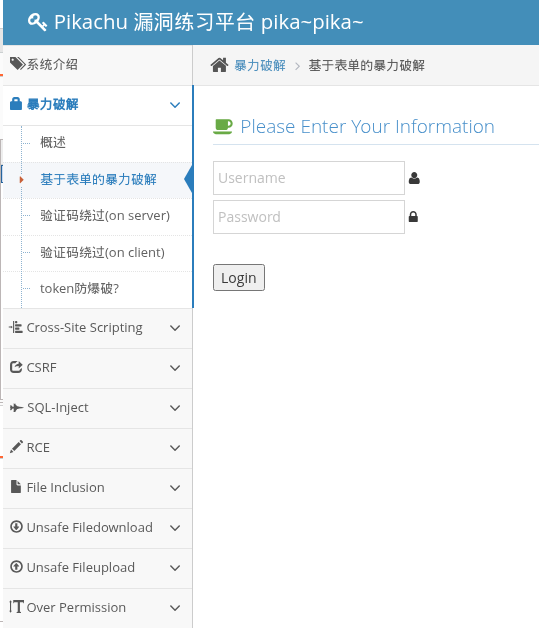 Pikachu 漏洞练习平台 pika~pika~
系统介绍
暴力破解
概述
基于表单的暴力破解
验证码绕过(on server)
验证码绕过(on client)
token防爆破?
Cross-Site Scripting
CSRF
SQL-Inject
RCE
File Inclusion
Unsafe Filedownload
Unsafe Fileupload
Over Permission
暴力破解 > 基于表单的暴力破解
Please Enter Your Information
Username
Password
Login